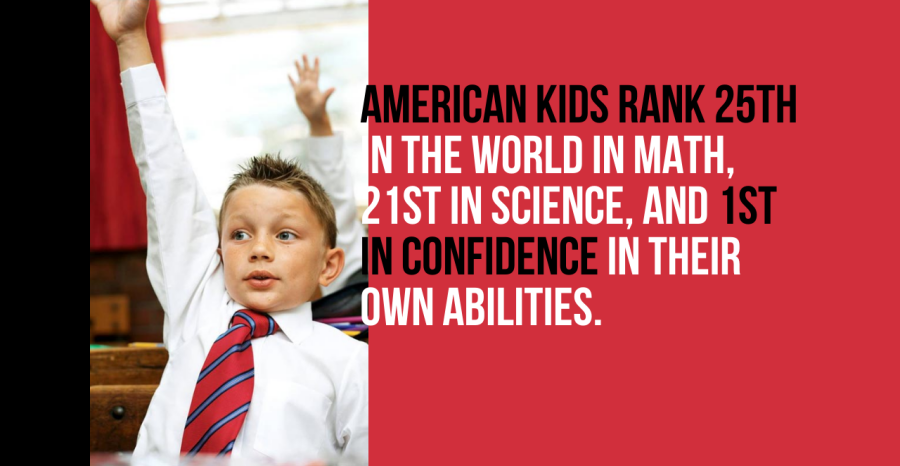 AMERICAN KIDS RANK 25TH
IN THE WORLD IN MATH,
21ST IN SCIENCE, AND 1ST
IN CONFIDENCE IN THEIR
OWN ABILITIES.